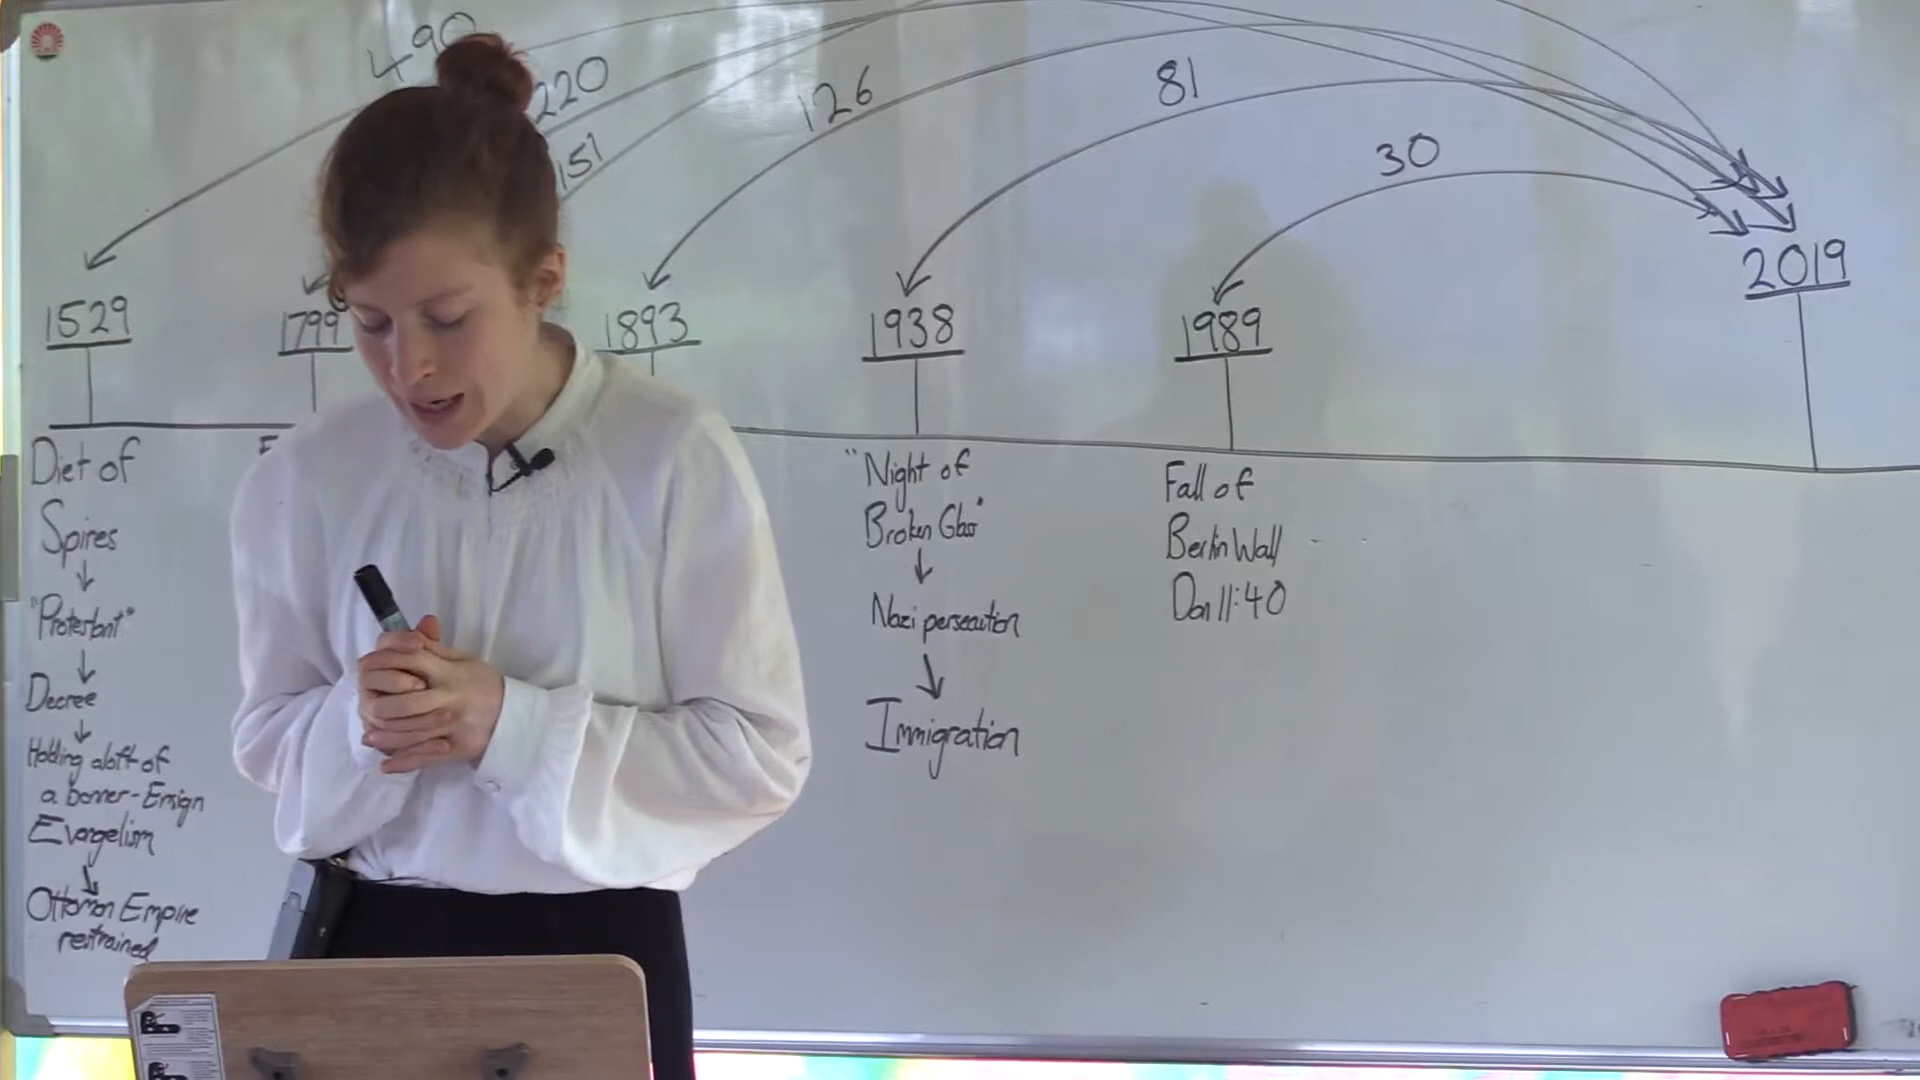 490
220
151
126
81
30
2019
1529
1799
1893
1938
1989
Diet of
Spires
"Protestant"
Decree
Holding aloft of
a banner-Ensign
Evangelism
Ottoman Empire
restrained
"Night of
Broken Glass"
Nazi persecution
Immigration
Fall of
Berlin Wall
Dan 11:40